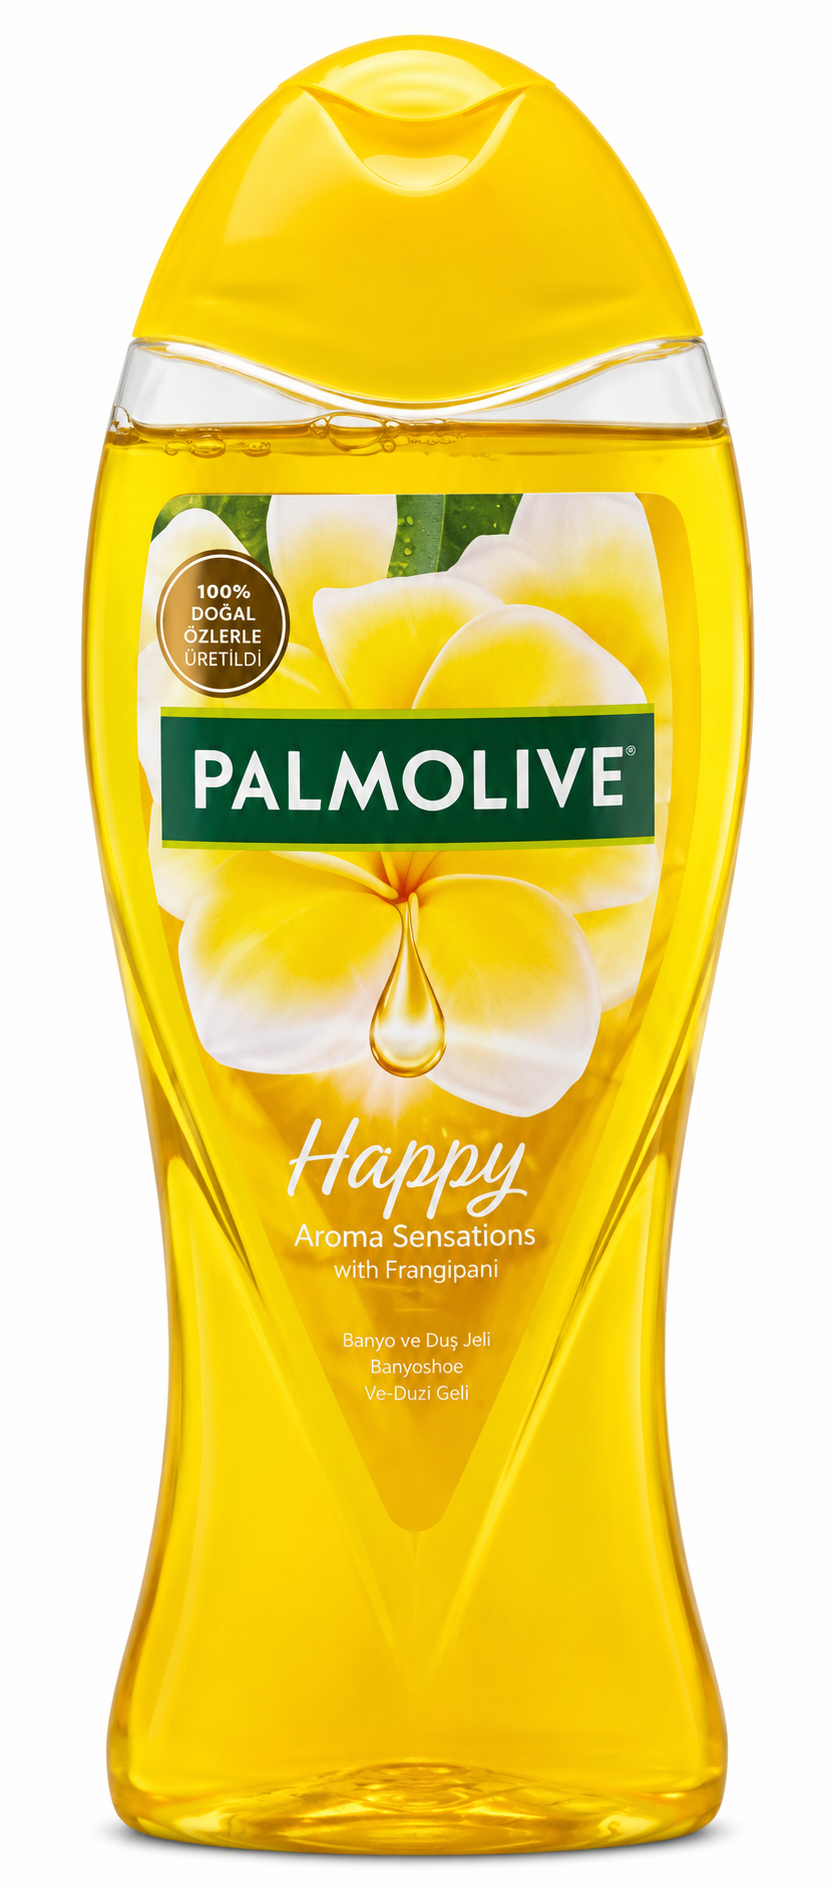 100%
DOĞAL
ÖZLERLE
ÜRETİLDİ
PALMOLIVE®
Happy
Aroma Sensations
with Frangipani
Banyo ve Duş Jeli
Banyoshoe
Ve-Duzi Geli